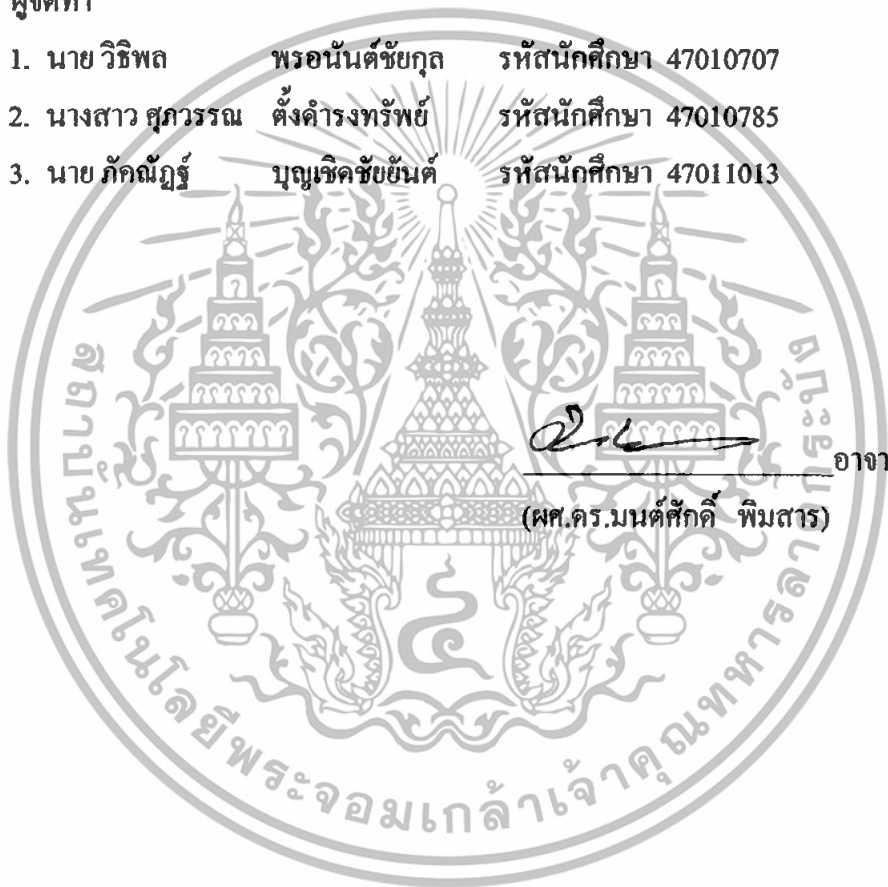 ผู้จัดทำ
1. นาย วิธิพล พรอนันต์ชัยกุล รหัสนักศึกษา 47010707
2. นางสาว ศุภวรรณ ตั้งดำรงทรัพย์ รหัสนักศึกษา 47010785
3. นาย ภัคณัฏฐ์ บุญเชิดชัยยันต์ รหัสนักศึกษา 47011013
อาจา
(ผศ.ดร.มนต์ศักดิ์ พิมสาร)
สถาบันเทคโนโลยีพระจอมเกล้าเจ้าคุณทหารลาดกระบัง